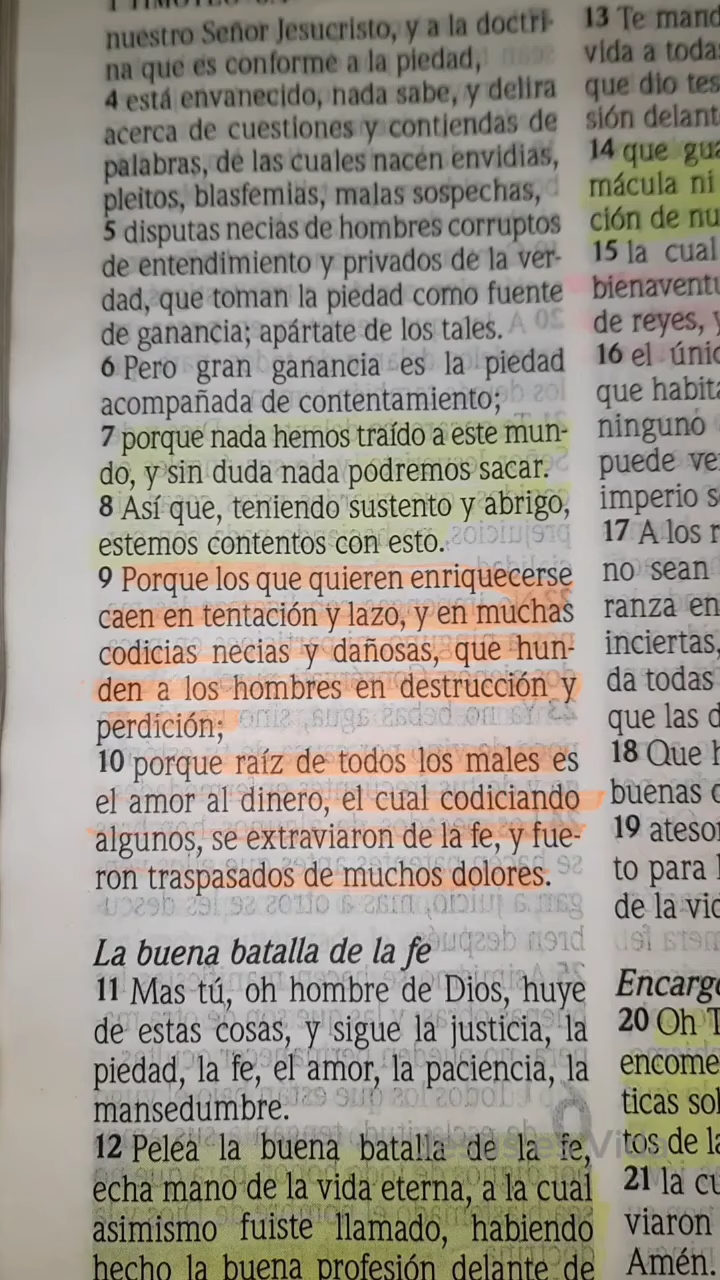 nuestro Señor Jesucristo, y a la doctri-
na que es conforme a la piedad,
4 está envanecido, nada sabe, y delira
acerca de cuestiones y contiendas de
palabras, de las cuales nacen envidias,
pleitos, blasfemias, malas sospechas,
5 disputas necias de hombres corruptos
de entendimiento y privados de la ver-
dad, que toman la piedad como fuente
de ganancia; apártate de los tales.
6 Pero gran ganancia es la piedad
acompañada de contentamiento;
7 porque nada hemos traído a este mun-
do, y sin duda nada podremos sacar.
8 Así que, teniendo sustento y abrigo,
estemos contentos con esto.
9 Porque los que quieren enriquecerse
caen en tentación y lazo, y en muchas
codicias necias y dañosas, que hun-
den a los hombres en destrucción y
perdición;
10 porque raíz de todos los males es
el amor al dinero, el cual codiciando
algunos, se extraviaron de la fe, y fue-
ron traspasados de muchos dolores.
La buena batalla de la fe
11 Mas tú, oh hombre de Dios, huye
de estas cosas, y sigue la justicia, la
piedad, la fe, el amor, la paciencia, la
mansedumbre.
12 Pelea la buena batalla de la fe,
echa mano de la vida eterna, a la cual
asimismo fuiste llamado, habiendo
hecho la buena profesión delante de
13 Te mand
vida a toda
que dio tes
sión delant
14 que gua
mácula ni
ción de nu
15 la cual
bienaventu
de reyes, y
16 el únic
que habita
ninguno
puede ve
imperio s
17 A los r
no sean
ranza en
inciertas,
da todas
que las d
18 Que h
buenas o
19 ateso
to para l
de la vid
Encargo
20 Oh T
encome
ticas so
tos de la
21 la cu
viaron
Amén.